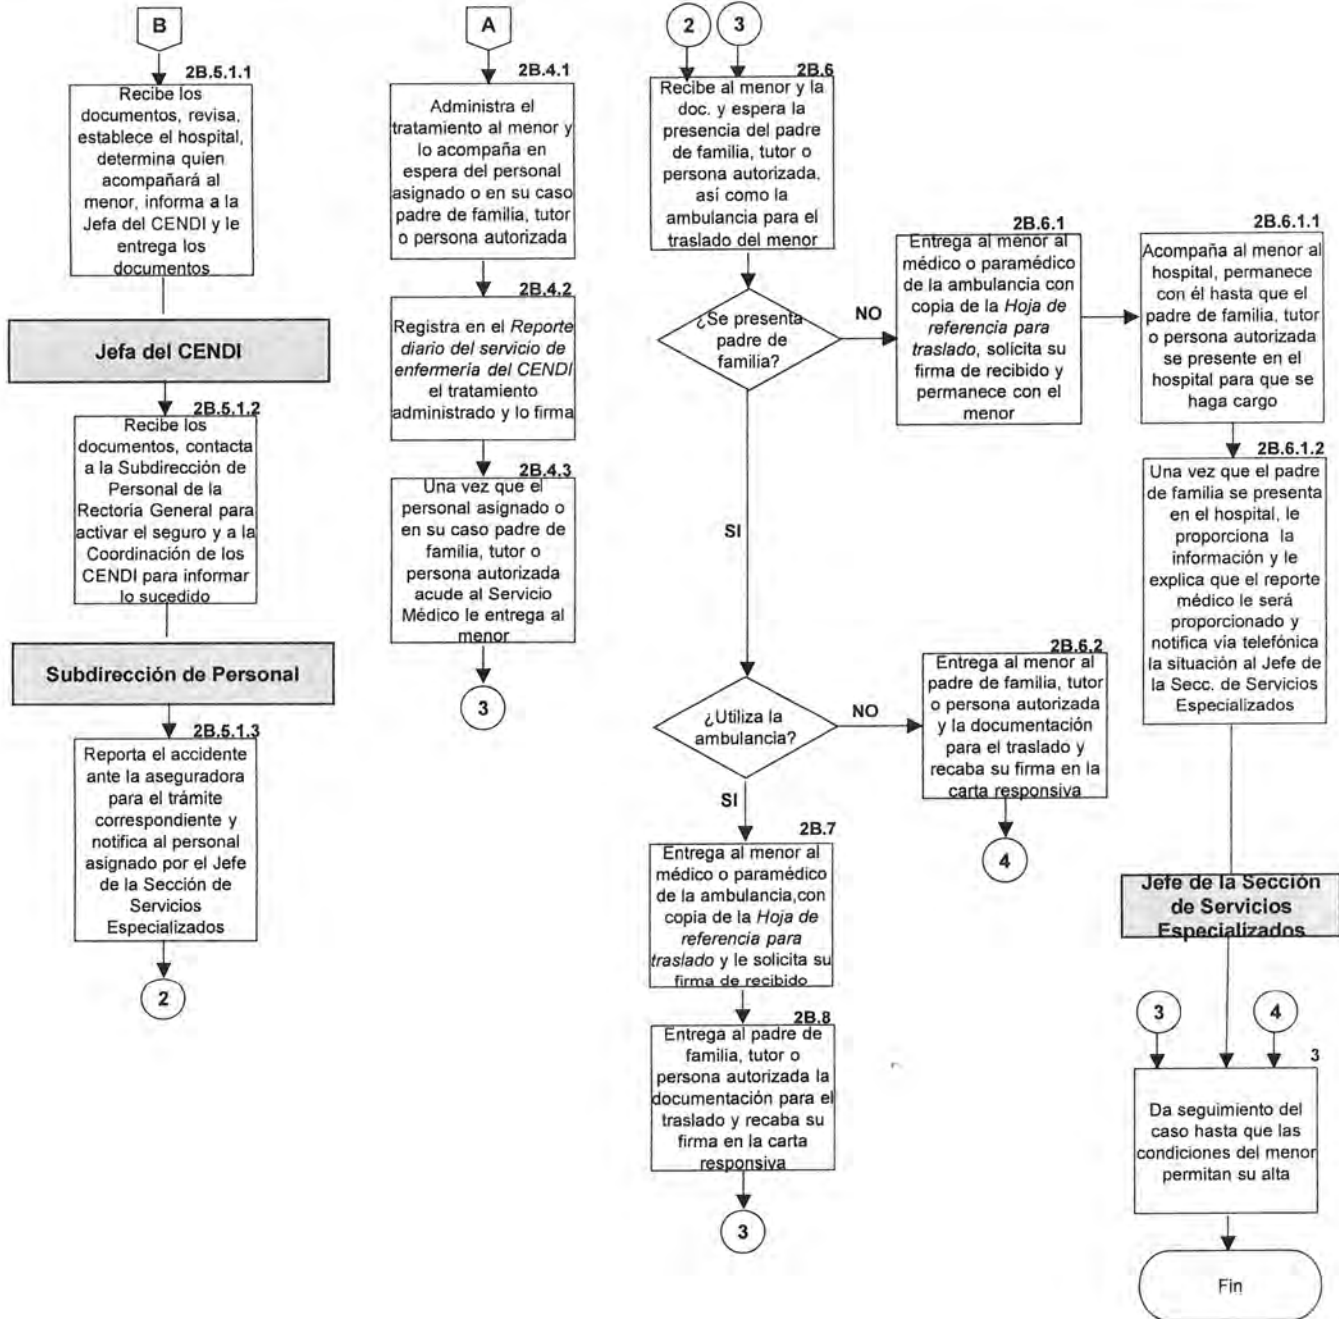 B
2B.5.1.1
Recibe los
documentos, revisa,
establece el hospital,
determina quien
acompañará al
menor, informa a la
Jefa del CENDI y le
entrega los
documentos
Jefa del CENDI
2B.5.1.2
Recibe los
documentos, contacta
a la Subdirección de
Personal de la
Rectoría General para
activar el seguro y a la
Coordinación de los
CENDI para informar
lo sucedido
Subdirección de Personal
2B.5.1.3
Reporta el accidente
ante la aseguradora
para el trámite
correspondiente y
notifica al personal
asignado por el Jefe
de la Sección de
Servicios
Especializados
2
A
2B.4.1
Administra el
tratamiento al menor y
lo acompaña en
espera del personal
asignado o en su caso
padre de familia, tutor
o persona autorizada
2B.4.2
Registra en el Reporte
diario del servicio de
enfermería del CENDI
el tratamiento
administrado y lo firma
2B.4.3
Una vez que el
personal asignado o
en su caso padre de
familia, tutor o
persona autorizada
acude al Servicio
Médico le entrega al
menor
3
2
3
2B.6
Recibe al menor y la
doc. y espera la
presencia del padre
de familia, tutor o
persona autorizada,
así como la
ambulancia para el
traslado del menor
¿Se presenta
padre de
familia?
NO
SI
2B.6.1
Entrega al menor al
médico o paramédico
de la ambulancia con
copia de la Hoja de
referencia para
traslado, solicita su
firma de recibido y
permanece con el
menor
2B.6.1.1
Acompaña al menor al
hospital, permanece
con él hasta que el
padre de familia, tutor
o persona autorizada
se presente en el
hospital para que se
haga cargo
2B.6.1.2
Una vez que el padre
de familia se presenta
en el hospital, le
proporciona la
información y le
explica que el reporte
médico le será
proporcionado y
notifica vía telefónica
la situación al Jefe de
la Secc. de Servicios
Especializados
¿Utiliza la
ambulancia?
NO
SI
2B.6.2
Entrega al menor al
padre de familia, tutor
o persona autorizada
y la documentación
para el traslado y
recaba su firma en la
carta responsiva
4
2B.7
Entrega al menor al
médico o paramédico
de la ambulancia,con
copia de la Hoja de
referencia para
traslado y le solicita su
firma de recibido
2B.8
Entrega al padre de
familia, tutor o
persona autorizada la
documentación para el
traslado y recaba su
firma en la carta
responsiva
3
Jefe de la Sección
de Servicios
Especializados
3
4
3
Da seguimiento del
caso hasta que las
condiciones del menor
permitan su alta
Fin